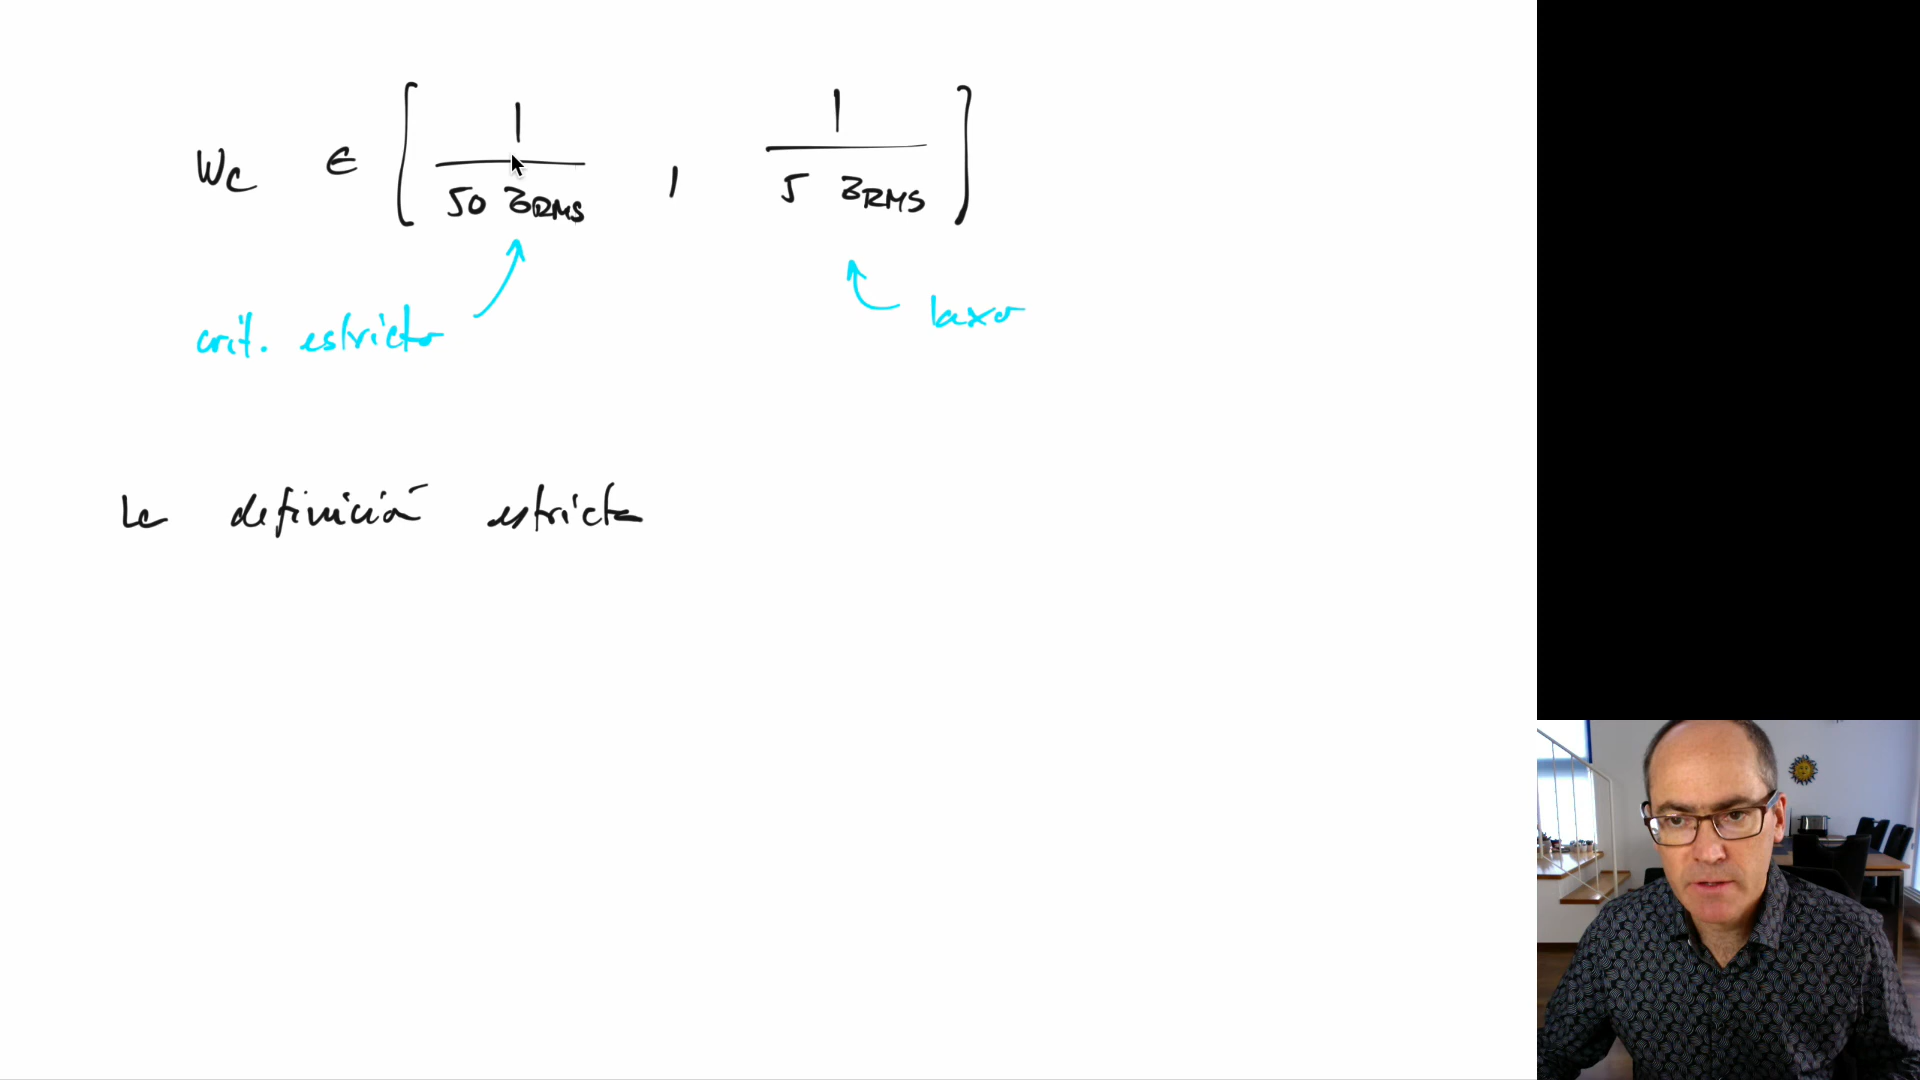 Wc ∈ [ 1 / 50 ZRMS , 1 / 5 ZRMS ]
crit. estricto laxo
La definición estricta